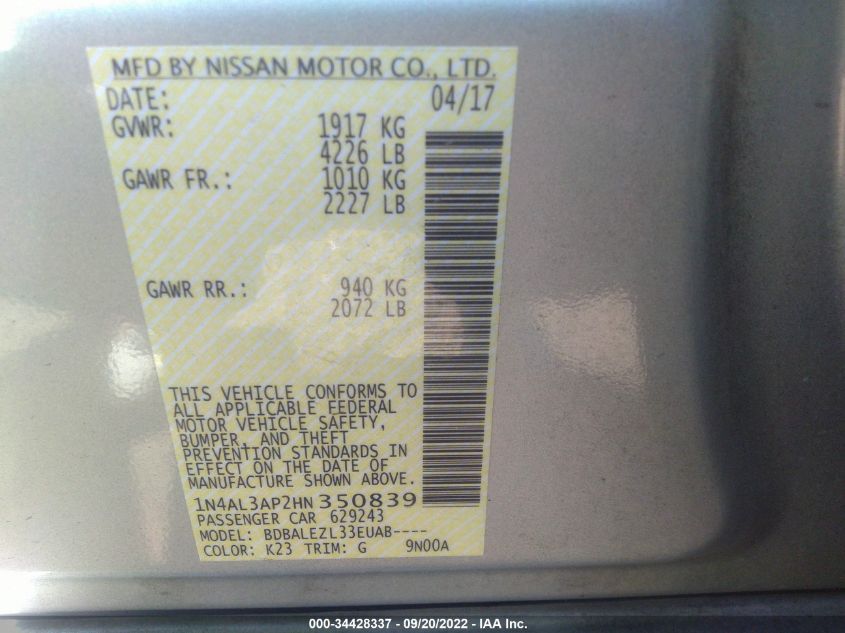 MFD BY NISSAN MOTOR CO., LTD.
DATE: 04/17
GVWR: 1917 KG
4226 LB
GAWR FR.: 1010 KG
2227 LB
GAWR RR.: 940 KG
2072 LB
THIS VEHICLE CONFORMS TO
ALL APPLICABLE FEDERAL
MOTOR VEHICLE SAFETY,
BUMPER, AND THEFT
PREVENTION STANDARDS IN
EFFECT ON THE DATE OF
MANUFACTURE SHOWN ABOVE.
1N4AL3AP2HN350839
PASSENGER CAR 629243
MODEL: BDBALEZL33EUAB----
COLOR: K23 TRIM: G 9N00A
000-34428337 - 09/20/2022 - IAA Inc.